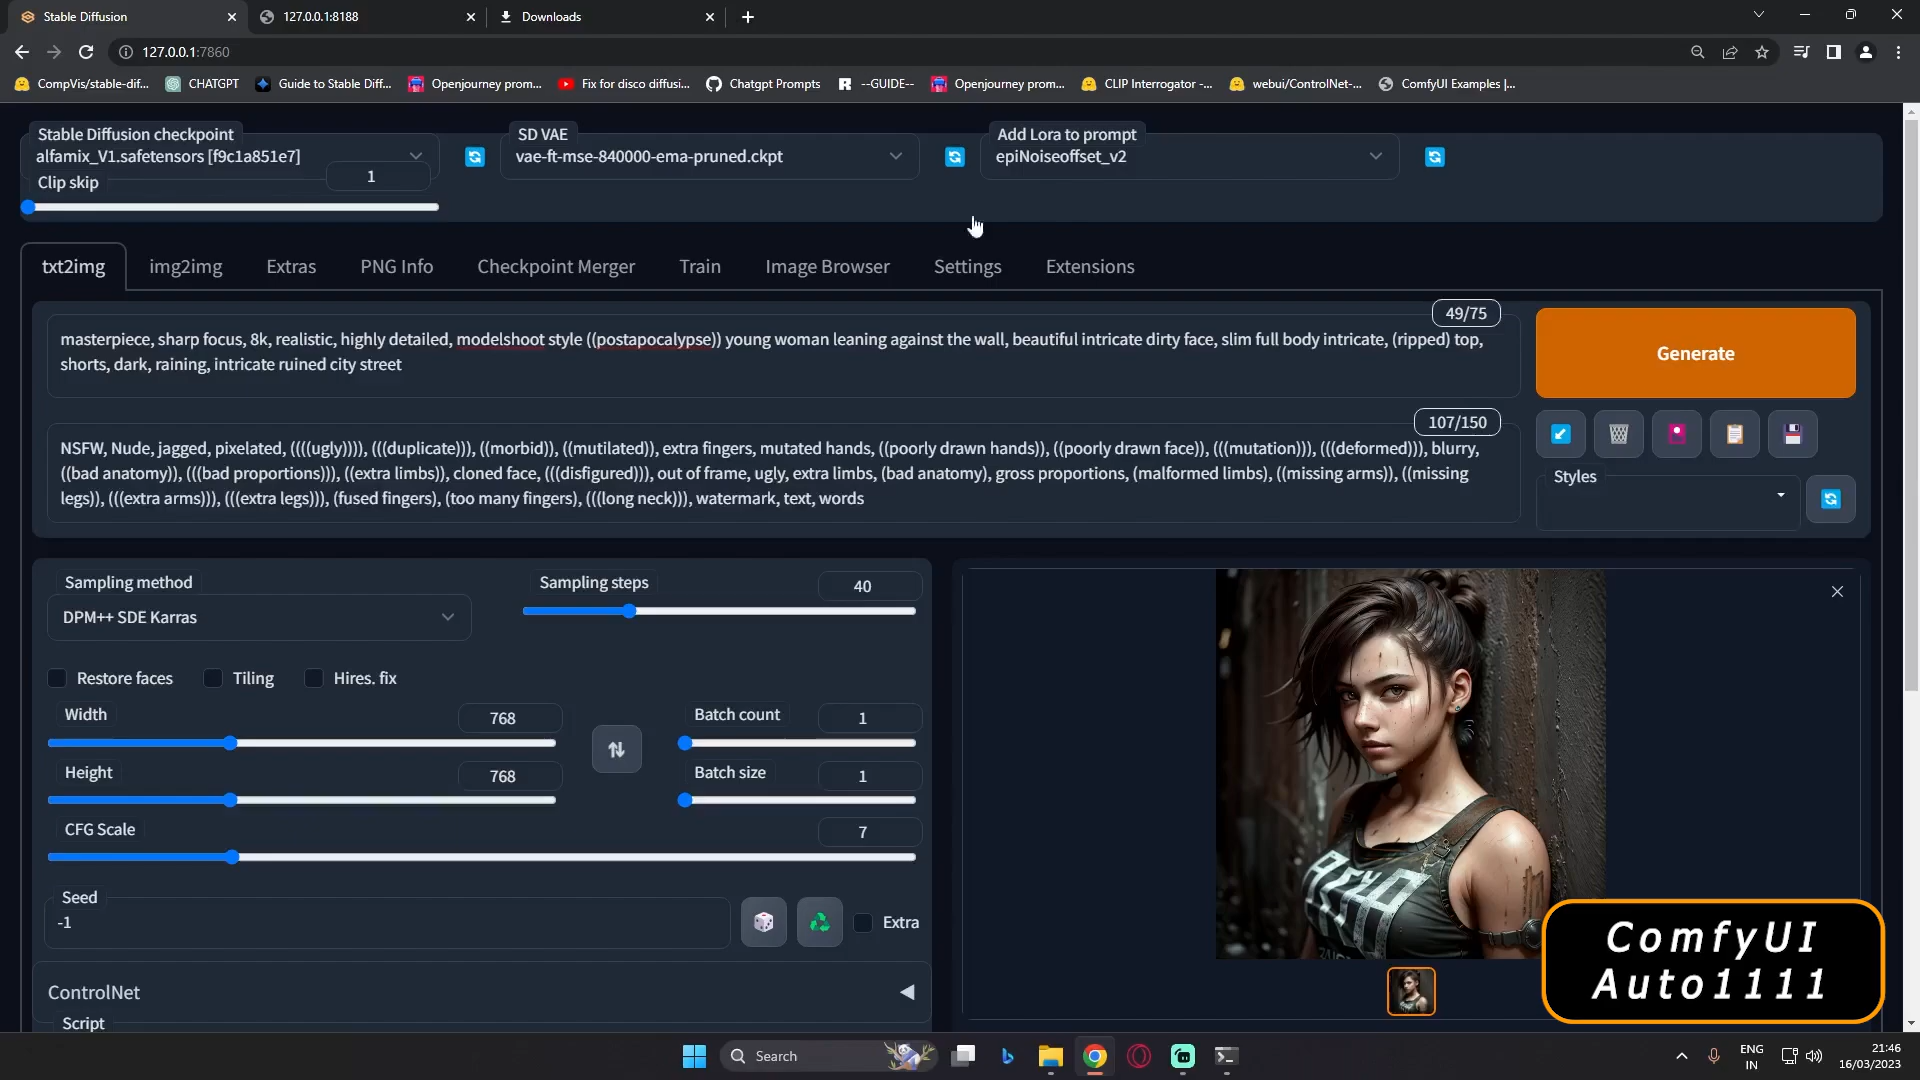 Stable Diffusion
127.0.0.1:8188
Downloads
127.0.0.1:7860
CompVis/stable-dif...
CHATGPT
Guide to Stable Diff...
Openjourney prom...
Fix for disco diffusi...
Chatgpt Prompts
R --GUIDE--
Openjourney prom...
CLIP Interrogator -...
webui/ControlNet-...
ComfyUI Examples |...
Stable Diffusion checkpoint
alfamix_V1.safetensors [f9c1a851e7]
SD VAE
vae-ft-mse-840000-ema-pruned.ckpt
Add Lora to prompt
epiNoiseoffset_v2
Clip skip
1
txt2img
img2img
Extras
PNG Info
Checkpoint Merger
Train
Image Browser
Settings
Extensions
49/75
masterpiece, sharp focus, 8k, realistic, highly detailed, modelshoot style ((postapocalypse)) young woman leaning against the wall, beautiful intricate dirty face, slim full body intricate, (ripped) top,
shorts, dark, raining, intricate ruined city street
Generate
107/150
NSFW, Nude, jagged, pixelated, ((((ugly)))), (((duplicate))), ((morbid)), ((mutilated)), extra fingers, mutated hands, ((poorly drawn hands)), ((poorly drawn face)), (((mutation))), (((deformed))), blurry,
((bad anatomy)), (((bad proportions))), ((extra limbs)), cloned face, (((disfigured))), out of frame, ugly, extra limbs, (bad anatomy), gross proportions, (malformed limbs), ((missing arms)), ((missing
legs)), (((extra arms))), (((extra legs))), (fused fingers), (too many fingers), (((long neck))), watermark, text, words
Styles
Sampling method
DPM++ SDE Karras
Sampling steps
40
Restore faces
Tiling
Hires. fix
Width
768
Batch count
1
Height
768
Batch size
1
CFG Scale
7
Seed
-1
Extra
ControlNet
Script
ComfyUI
Auto1111
Search
ENG
IN
21:46
16/03/2023